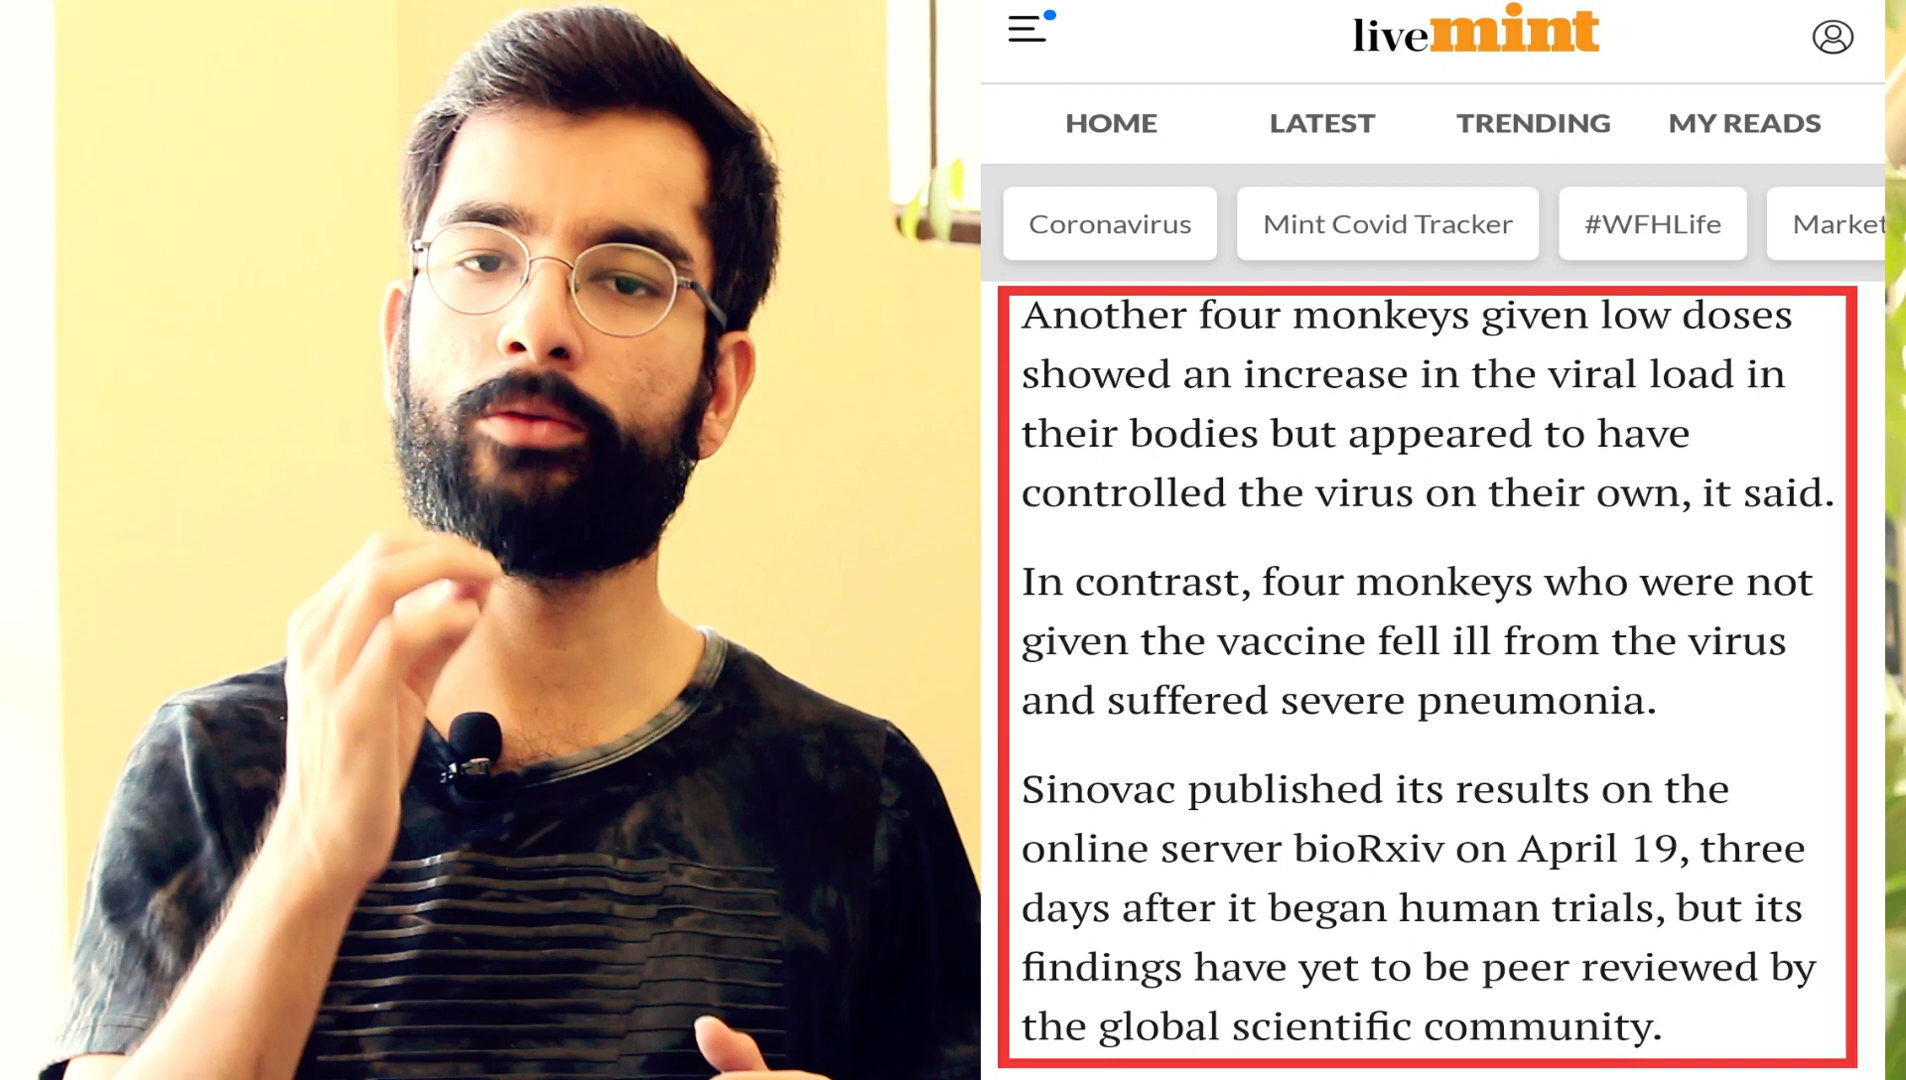 livemint
HOME LATEST TRENDING MY READS
Coronavirus Mint Covid Tracker #WFHLife Market
Another four monkeys given low doses
showed an increase in the viral load in
their bodies but appeared to have
controlled the virus on their own, it said.
In contrast, four monkeys who were not
given the vaccine fell ill from the virus
and suffered severe pneumonia.
Sinovac published its results on the
online server bioRxiv on April 19, three
days after it began human trials, but its
findings have yet to be peer reviewed by
the global scientific community.